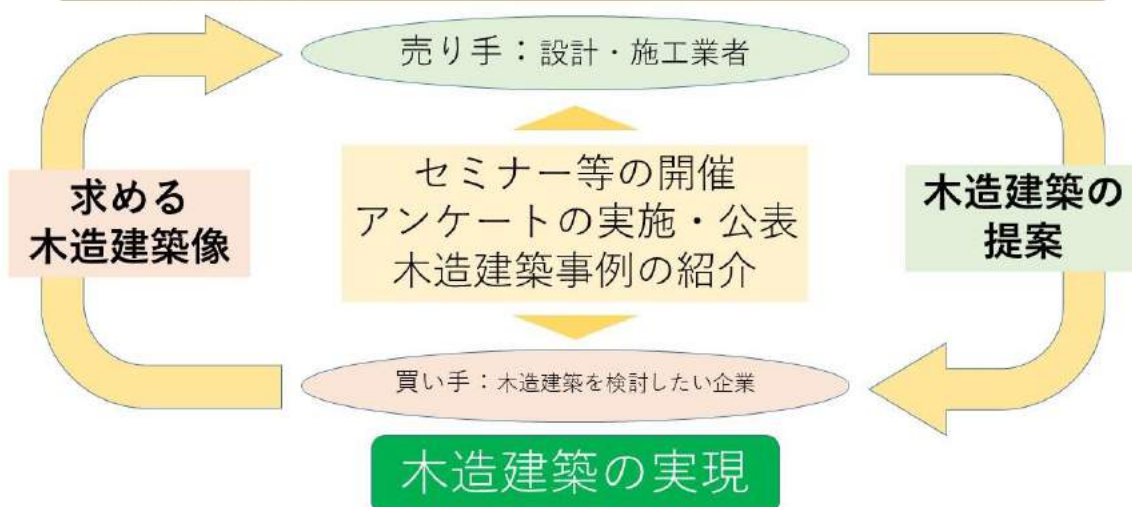 売り手：設計・施工業者
求める
木造建築像
セミナー等の開催
アンケートの実施・公表
木造建築事例の紹介
木造建築の
提案
買い手：木造建築を検討したい企業
木造建築の実現